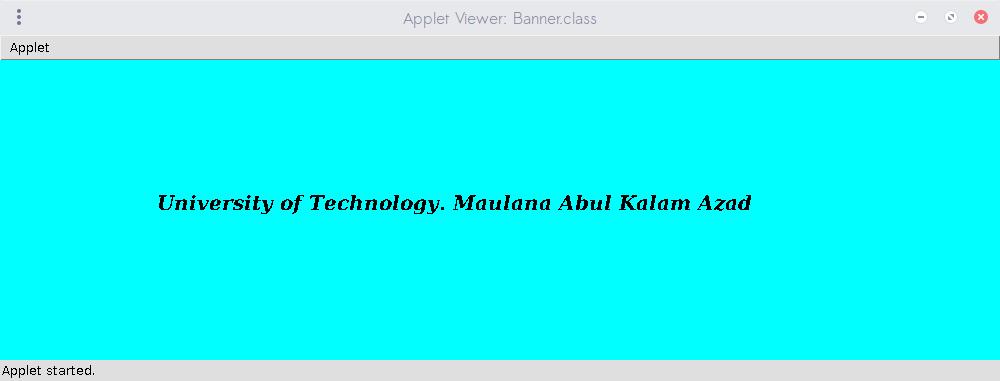 Applet Viewer: Banner.class
Applet
University of Technology. Maulana Abul Kalam Azad
Applet started.